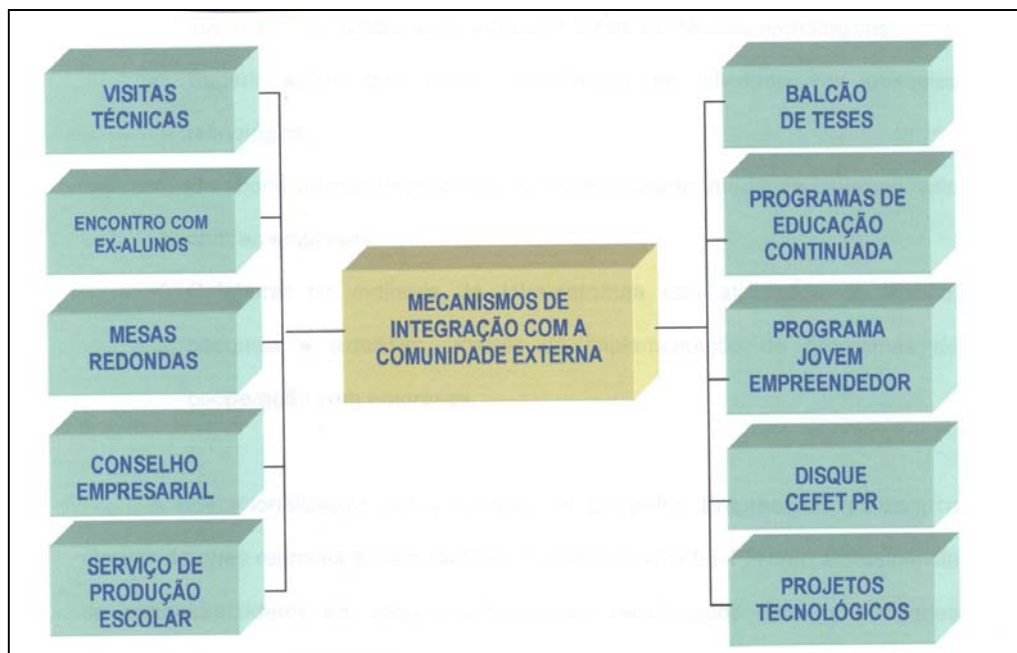 VISITAS
TÉCNICAS
ENCONTRO COM
EX-ALUNOS
MESAS
REDONDAS
CONSELHO
EMPRESARIAL
SERVIÇO DE
PRODUÇÃO
ESCOLAR
MECANISMOS DE
INTEGRAÇÃO COM A
COMUNIDADE EXTERNA
BALCÃO
DE TESES
PROGRAMAS DE
EDUCAÇÃO
CONTINUADA
PROGRAMA
JOVEM
EMPREENDEDOR
DISQUE
CEFET PR
PROJETOS
TECNOLÓGICOS